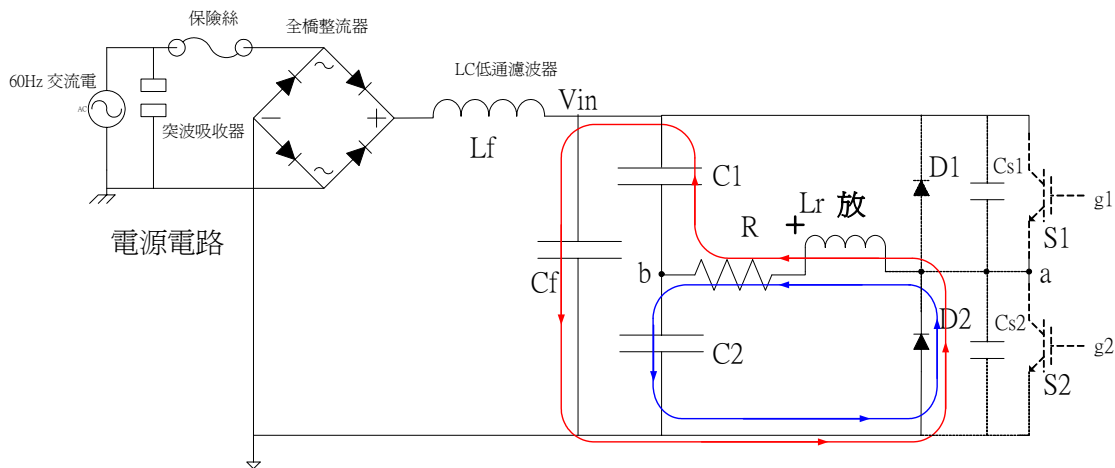 保險絲
全橋整流器
LC低通濾波器
60Hz 交流電
AC
突波吸收器
Vin
Lf
C1
D1
Cs1
g1
S1
Lr 放
R
電源電路
Cf
b
a
C2
D2
Cs2
g2
S2